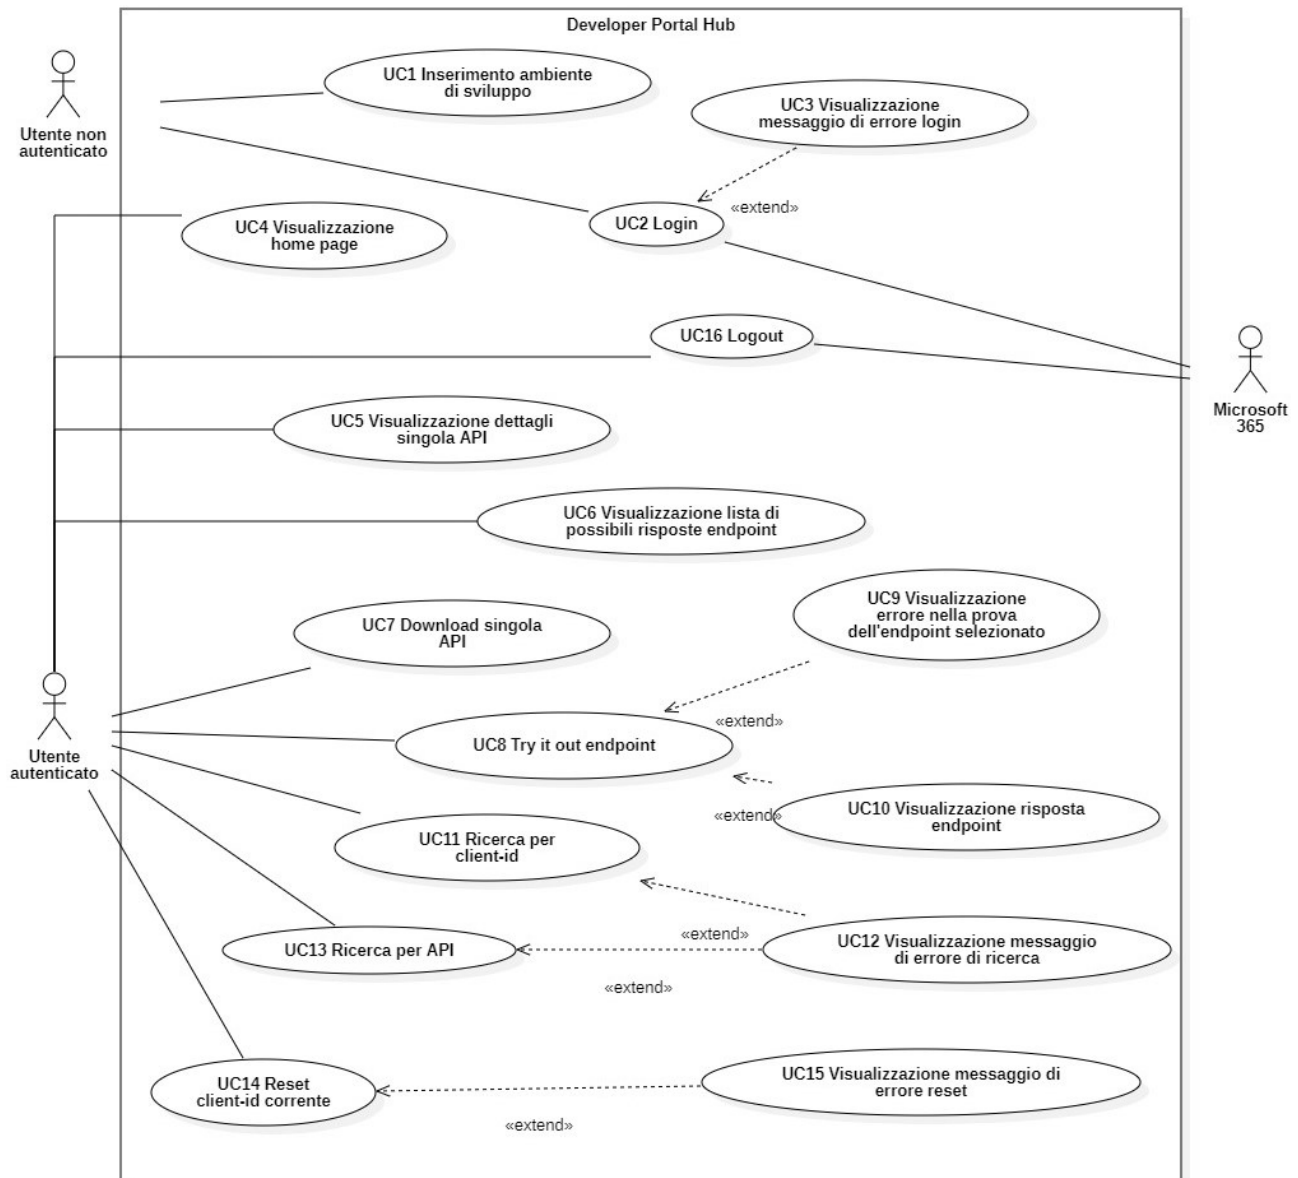 Developer Portal Hub
UC1 Inserimento ambiente
di sviluppo
UC3 Visualizzazione
messaggio di errore login
Utente non
autenticato
«extend»
UC2 Login
UC4 Visualizzazione
home page
UC16 Logout
Microsoft
365
UC5 Visualizzazione dettagli
singola API
UC6 Visualizzazione lista di
possibili risposte endpoint
UC9 Visualizzazione
errore nella prova
dell'endpoint selezionato
UC7 Download singola
API
«extend»
UC8 Try it out endpoint
Utente
autenticato
UC10 Visualizzazione risposta
endpoint
«extend»
UC11 Ricerca per
client-id
«extend»
UC12 Visualizzazione messaggio
di errore di ricerca
UC13 Ricerca per API
«extend»
UC14 Reset
client-id corrente
UC15 Visualizzazione messaggio di
errore reset
«extend»